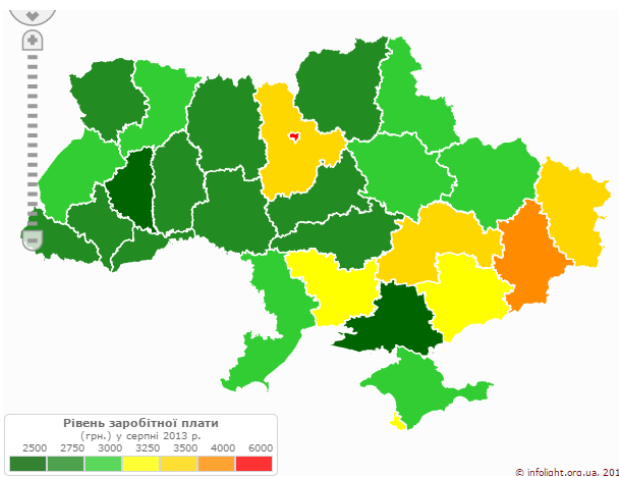 Рівень заробітної плати
(грн.) у серпні 2013 р.
2500 2750 3000 3250 3500 4000 6000
© infolight.org.ua, 201